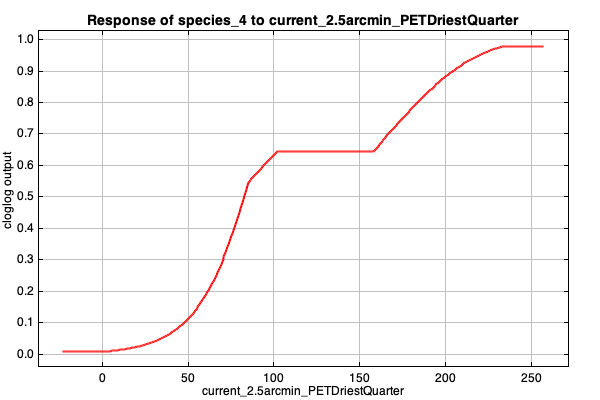 Response of species_4 to current_2.5arcmin_PETDriestQuarter
1.0
0.9
0.8
0.7
0.6
0.5
0.4
0.3
0.2
0.1
0.0
cloglog output
0 50 100 150 200 250
current_2.5arcmin_PETDriestQuarter